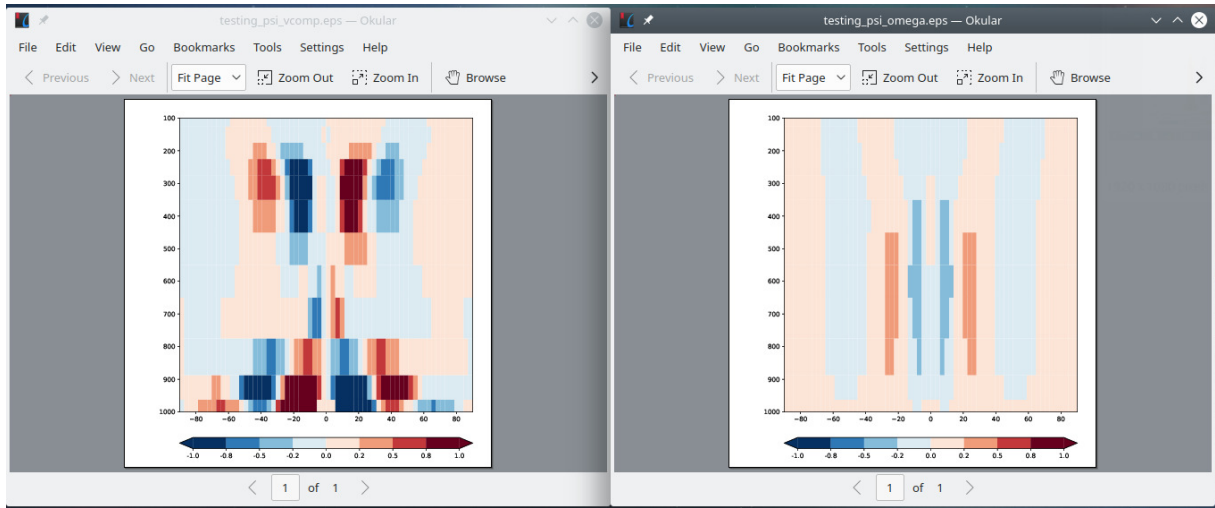 testing_psi_vcomp.eps — Okular
File Edit View Go Bookmarks Tools Settings Help
Previous Next Fit Page Zoom Out Zoom In Browse
100
200
300
400
500
600
700
800
900
1000
−80 −60 −40 −20 0 20 40 60 80
-1.0 -0.8 -0.5 -0.2 0.0 0.2 0.5 0.8 1.0
1 of 1
testing_psi_omega.eps — Okular
File Edit View Go Bookmarks Tools Settings Help
Previous Next Fit Page Zoom Out Zoom In Browse
100
200
300
400
500
600
700
800
900
1000
−80 −60 −40 −20 0 20 40 60 80
-1.0 -0.8 -0.5 -0.2 0.0 0.2 0.5 0.8 1.0
1 of 1